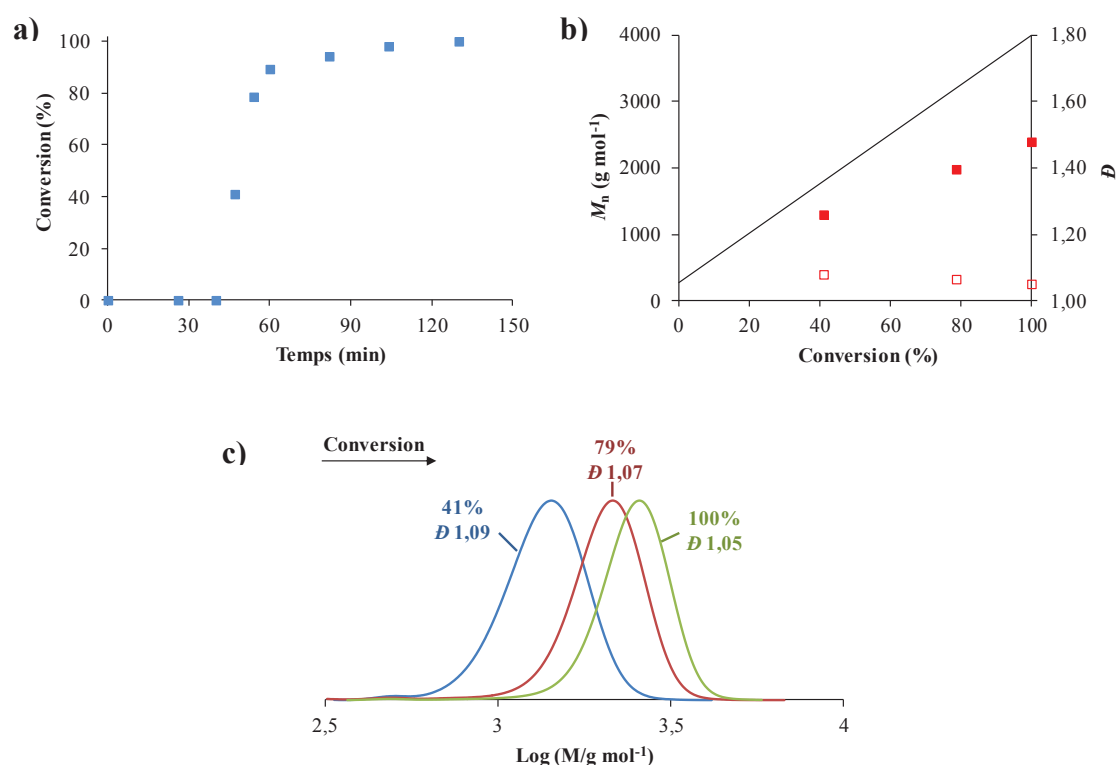 a)
100
80
60
40
20
0
Conversion (%)
0 30 60 90 120 150
Temps (min)
b)
4000
3000
2000
1000
0
Mn (g mol-1)
1,80
1,60
1,40
1,20
1,00
Đ
0 20 40 60 80 100
Conversion (%)
c)
Conversion
41%
Đ 1,09
79%
Đ 1,07
100%
Đ 1,05
2,5 3 3,5 4
Log (M/g mol-1)